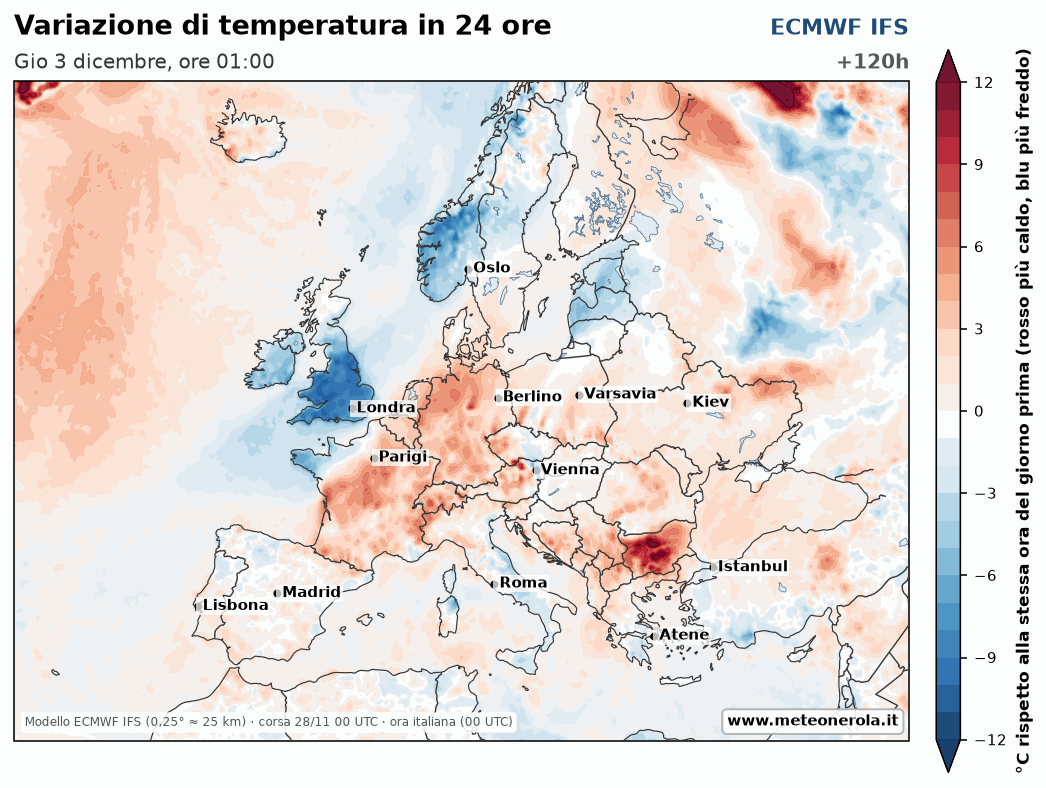 Variazione di temperatura in 24 ore
ECMWF IFS
Gio 3 dicembre, ore 01:00
+120h
12
9
6
3
0
−3
−6
−9
−12
°C rispetto alla stessa ora del giorno prima (rosso più caldo, blu più freddo)
Oslo
Londra
Berlino
Varsavia
Kiev
Parigi
Vienna
Istanbul
Roma
Madrid
Lisbona
Atene
Modello ECMWF IFS (0,25° ≈ 25 km) · corsa 28/11 00 UTC · ora italiana (00 UTC)
www.meteonerola.it